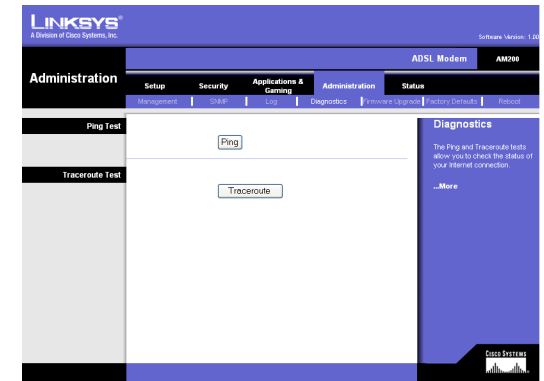 LINKSYS®
A Division of Cisco Systems, Inc.
Software Version: 1.00
ADSL Modem AM200
Administration
Setup Security Applications & Gaming Administration Status
Management SNMP Log Diagnostics Firmware Upgrade Factory Defaults Reboot
Ping Test
Ping
Traceroute Test
Traceroute
Diagnostics
The Ping and Traceroute tests
allow you to check the status of
your Internet connection.
...More
CISCO SYSTEMS